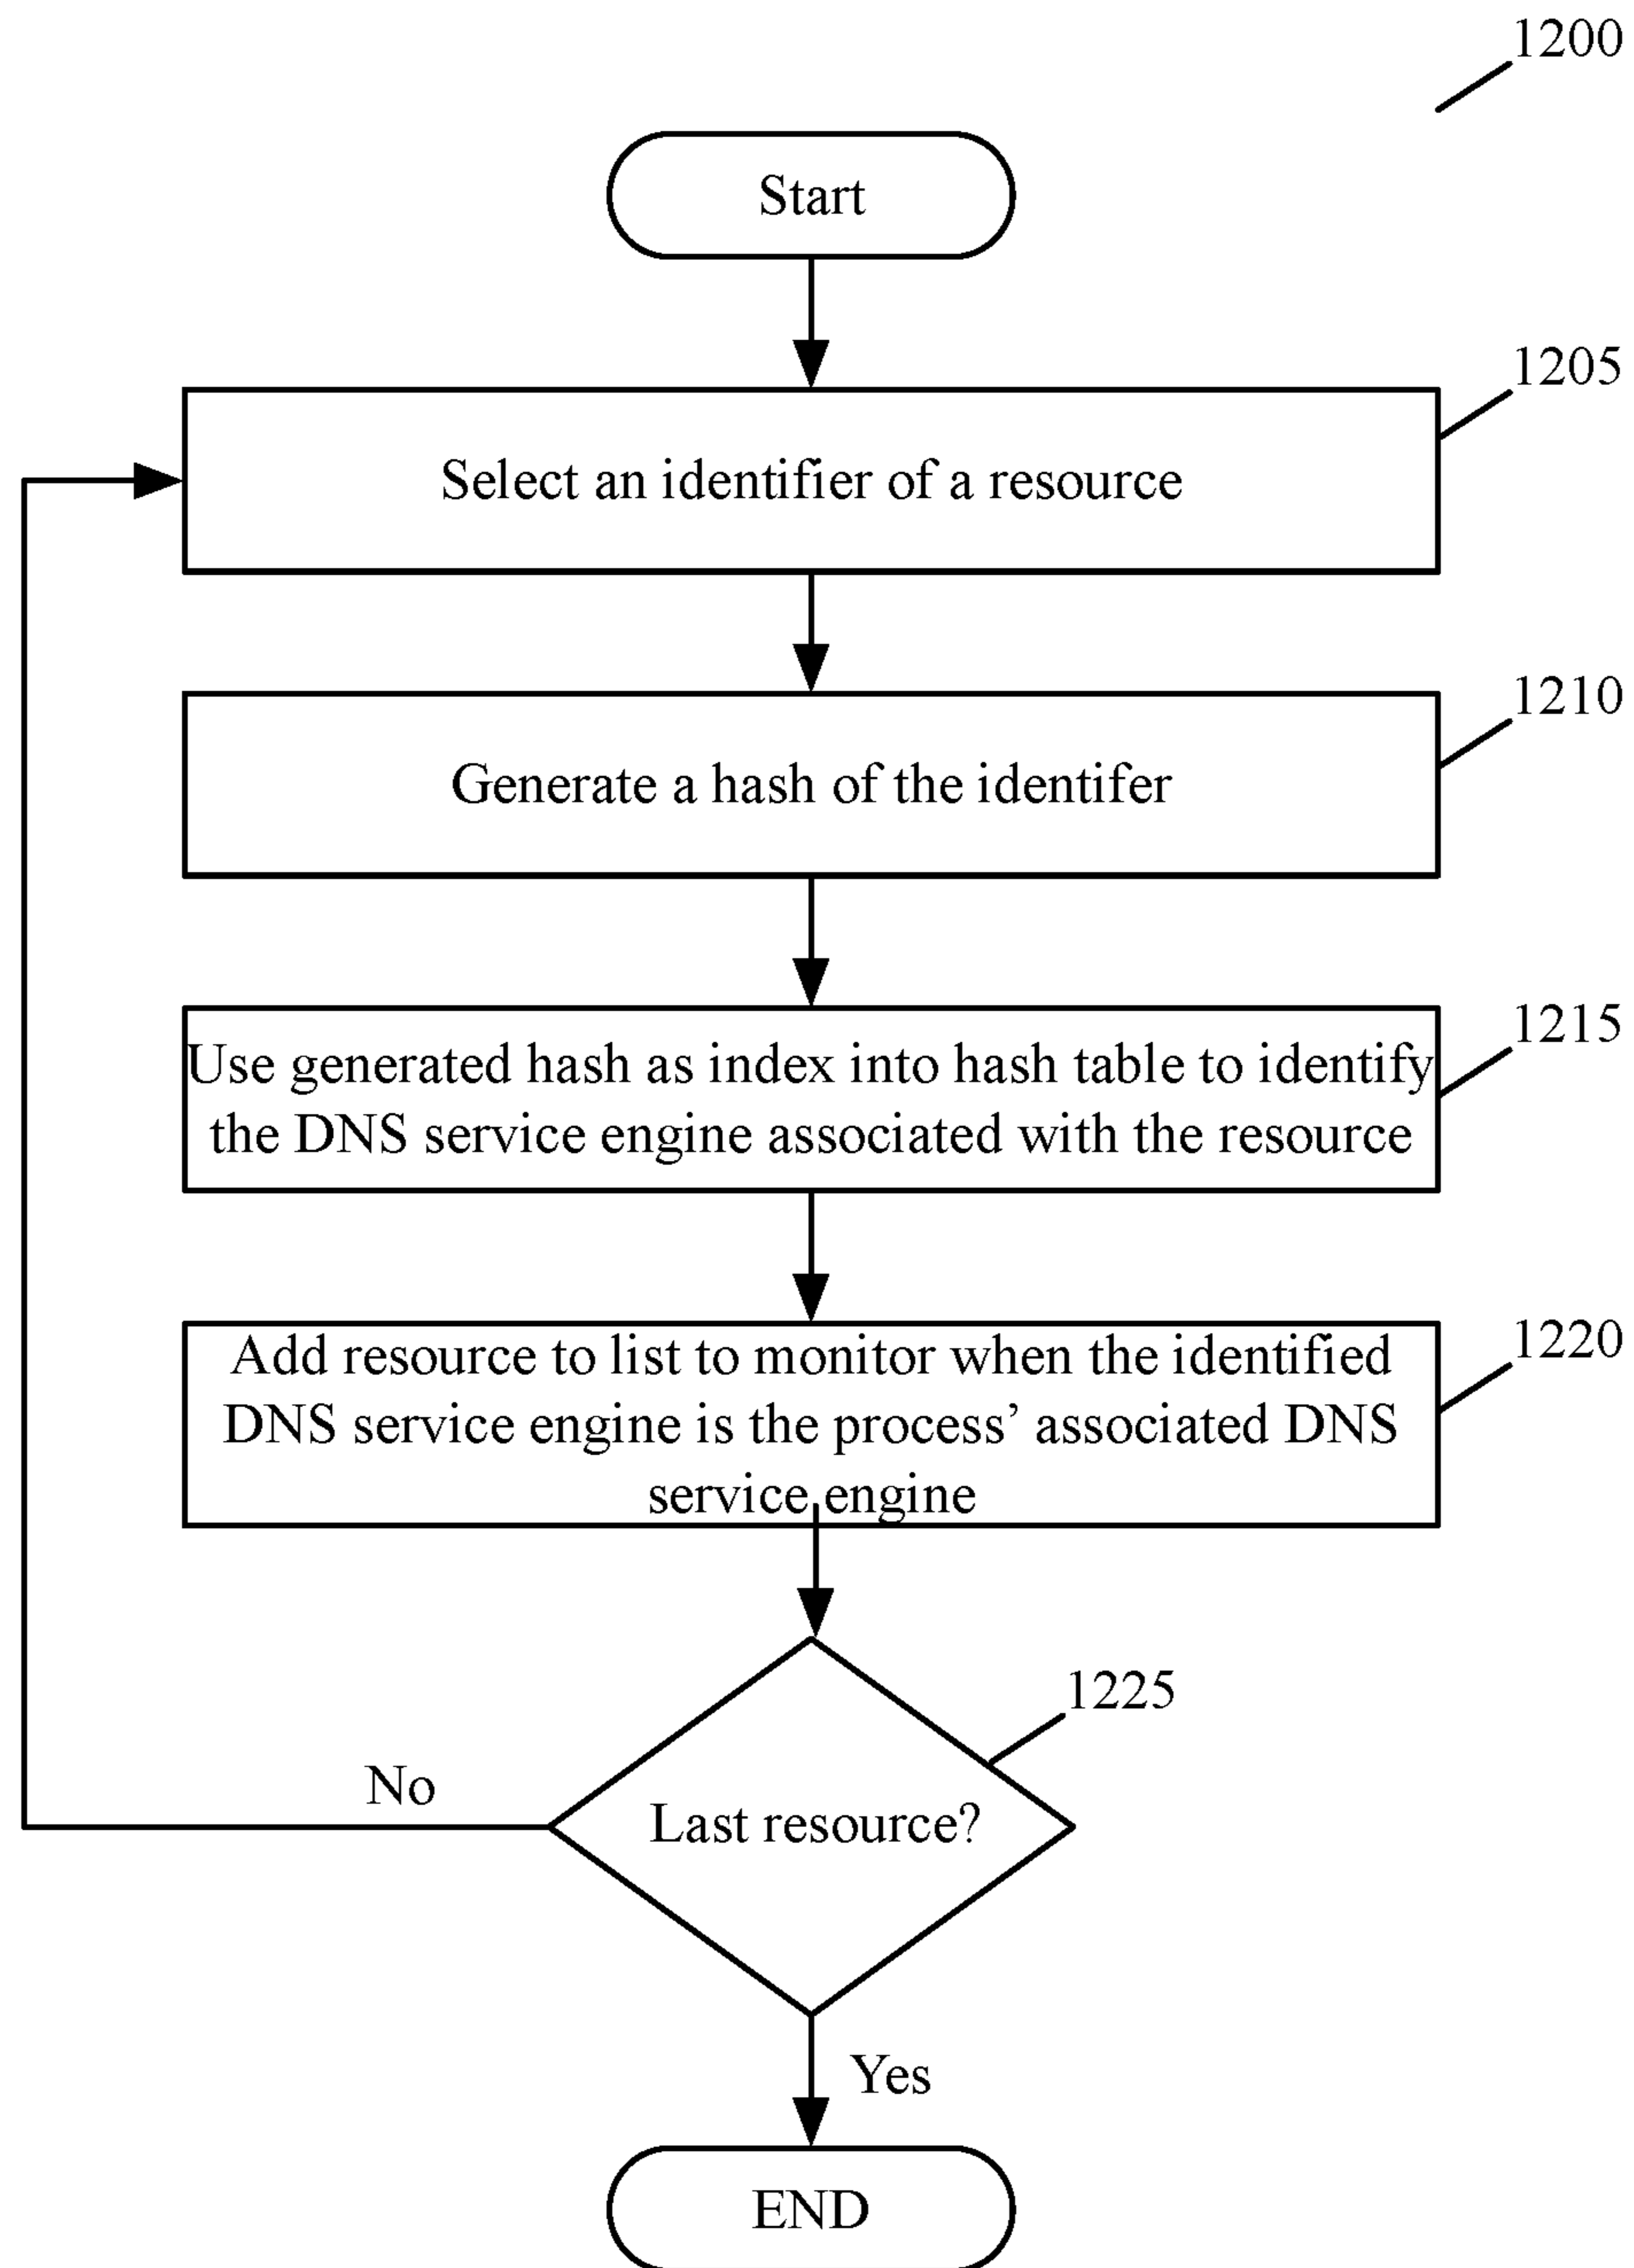 1200
Start
1205
Select an identifier of a resource
1210
Generate a hash of the identifer
1215
Use generated hash as index into hash table to identify
the DNS service engine associated with the resource
1220
Add resource to list to monitor when the identified
DNS service engine is the process’ associated DNS
service engine
1225
Last resource?
No
Yes
END